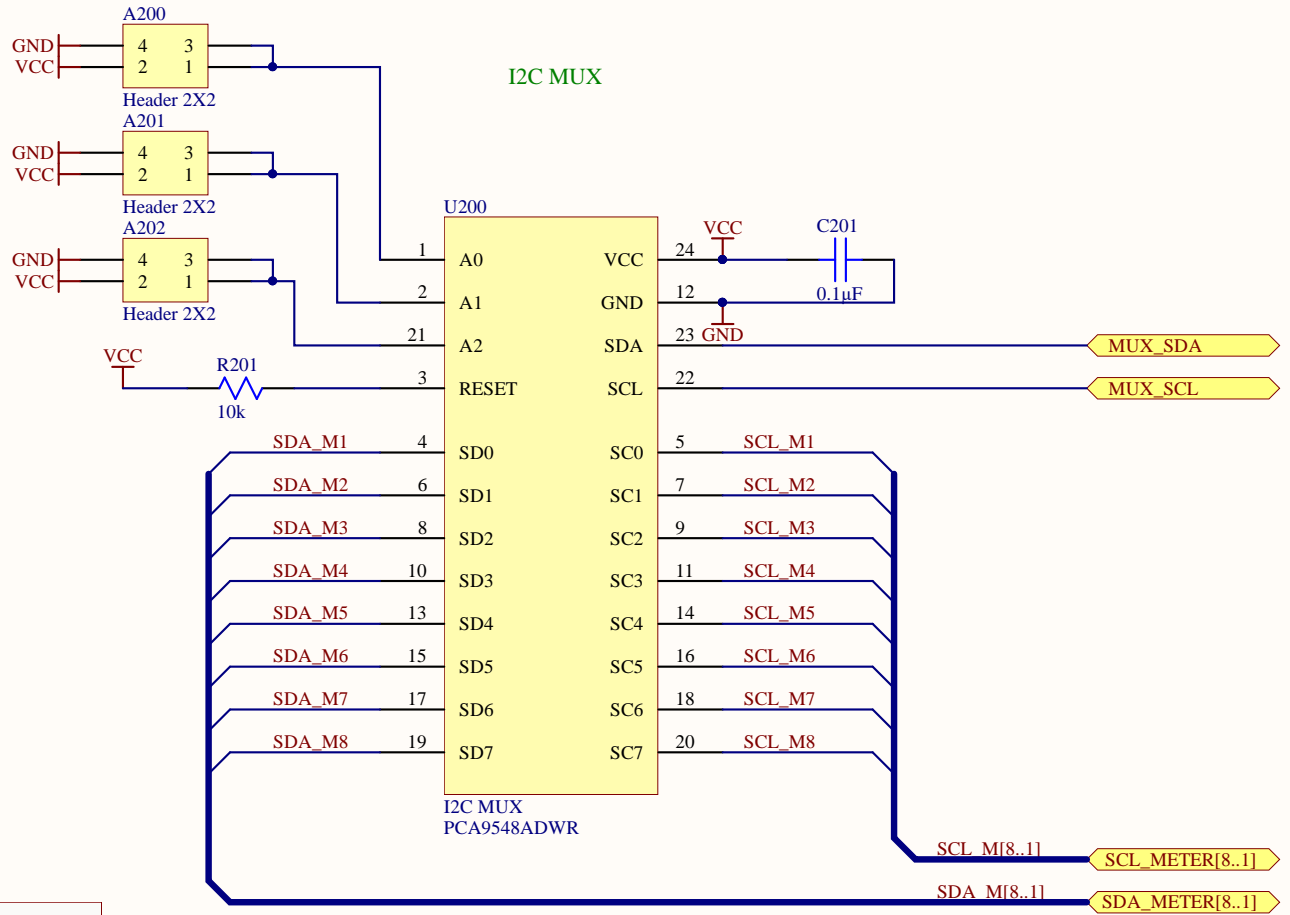 A200
GND 4 3
VCC 2 1
Header 2X2
I2C MUX
A201
GND 4 3
VCC 2 1
Header 2X2
A202
GND 4 3
VCC 2 1
Header 2X2
VCC
R201
10k
U200
1 A0 VCC 24
2 A1 GND 12
21 A2 SDA 23
3 RESET SCL 22
VCC
C201
0.1µF
GND
MUX_SDA
MUX_SCL
SDA_M1 4 SD0 SC0 5 SCL_M1
SDA_M2 6 SD1 SC1 7 SCL_M2
SDA_M3 8 SD2 SC2 9 SCL_M3
SDA_M4 10 SD3 SC3 11 SCL_M4
SDA_M5 13 SD4 SC4 14 SCL_M5
SDA_M6 15 SD5 SC5 16 SCL_M6
SDA_M7 17 SD6 SC6 18 SCL_M7
SDA_M8 19 SD7 SC7 20 SCL_M8
I2C MUX
PCA9548ADWR
SCL_M[8..1] SCL_METER[8..1]
SDA_M[8..1] SDA_METER[8..1]